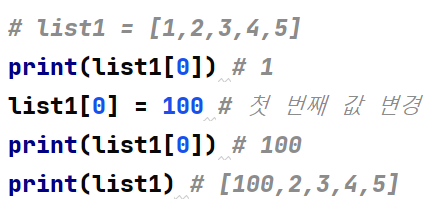 # list1 = [1,2,3,4,5]
print(list1[0]) # 1
list1[0] = 100 # 첫 번째 값 변경
print(list1[0]) # 100
print(list1) # [100,2,3,4,5]